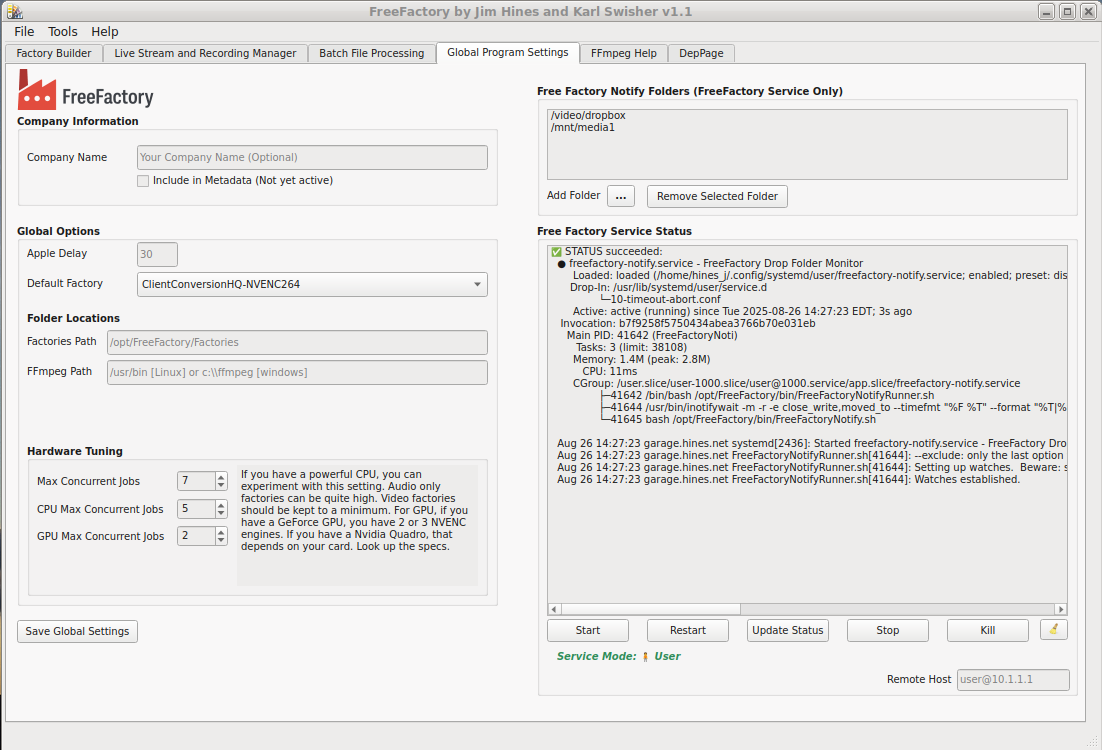 FreeFactory by Jim Hines and Karl Swisher v1.1
File Tools Help
Factory Builder Live Stream and Recording Manager Batch File Processing Global Program Settings FFmpeg Help DepPage
FreeFactory
Company Information
Company Name Your Company Name (Optional)
Include in Metadata (Not yet active)
Global Options
Apple Delay 30
Default Factory ClientConversionHQ-NVENC264
Folder Locations
Factories Path /opt/FreeFactory/Factories
FFmpeg Path /usr/bin [Linux] or c:\\ffmpeg [windows]
Hardware Tuning
Max Concurrent Jobs 7
CPU Max Concurrent Jobs 5
GPU Max Concurrent Jobs 2
If you have a powerful CPU, you can
experiment with this setting. Audio only
factories can be quite high. Video factories
should be kept to a minimum. For GPU, if you
have a GeForce GPU, you have 2 or 3 NVENC
engines. If you have a Nvidia Quadro, that
depends on your card. Look up the specs.
Save Global Settings
Free Factory Notify Folders (FreeFactory Service Only)
/video/dropbox
/mnt/media1
Add Folder ... Remove Selected Folder
Free Factory Service Status
✅ STATUS succeeded:
● freefactory-notify.service - FreeFactory Drop Folder Monitor
Loaded: loaded (/home/hines_j/.config/systemd/user/freefactory-notify.service; enabled; preset: dis
Drop-In: /usr/lib/systemd/user/service.d
└─10-timeout-abort.conf
Active: active (running) since Tue 2025-08-26 14:27:23 EDT; 3s ago
Invocation: b7f9258f5750434abea3766b70e031eb
Main PID: 41642 (FreeFactoryNoti)
Tasks: 3 (limit: 38108)
Memory: 1.4M (peak: 2.8M)
CPU: 11ms
CGroup: /user.slice/user-1000.slice/user@1000.service/app.slice/freefactory-notify.service
├─41642 /bin/bash /opt/FreeFactory/bin/FreeFactoryNotifyRunner.sh
├─41644 /usr/bin/inotifywait -m -r -e close_write,moved_to --timefmt "%F %T" --format "%T|%
└─41645 bash /opt/FreeFactory/bin/FreeFactoryNotify.sh
Aug 26 14:27:23 garage.hines.net systemd[2436]: Started freefactory-notify.service - FreeFactory Dro
Aug 26 14:27:23 garage.hines.net FreeFactoryNotifyRunner.sh[41644]: --exclude: only the last option
Aug 26 14:27:23 garage.hines.net FreeFactoryNotifyRunner.sh[41644]: Setting up watches. Beware: s
Aug 26 14:27:23 garage.hines.net FreeFactoryNotifyRunner.sh[41644]: Watches established.
Start Restart Update Status Stop Kill
Service Mode: User
Remote Host user@10.1.1.1